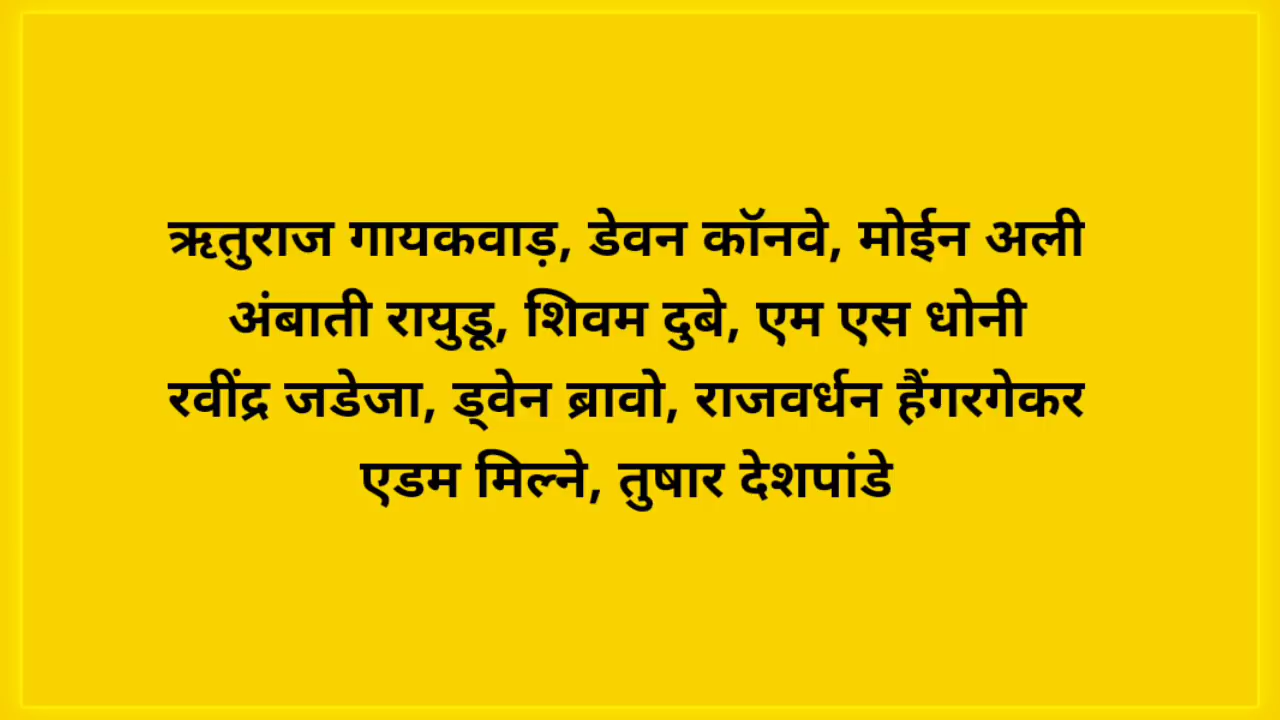 ऋतुराज गायकवाड़, डेवन कॉनवे, मोईन अली
अंबाती रायुडू, शिवम दुबे, एम एस धोनी
रवींद्र जडेजा, ड्वेन ब्रावो, राजवर्धन हैंगरगेकर
एडम मिल्ने, तुषार देशपांडे